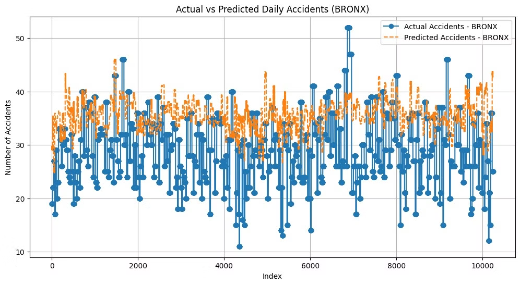 Actual vs Predicted Daily Accidents (BRONX)
Actual Accidents - BRONX
Predicted Accidents - BRONX
50
40
30
20
10
Number of Accidents
0 2000 4000 6000 8000 10000
Index